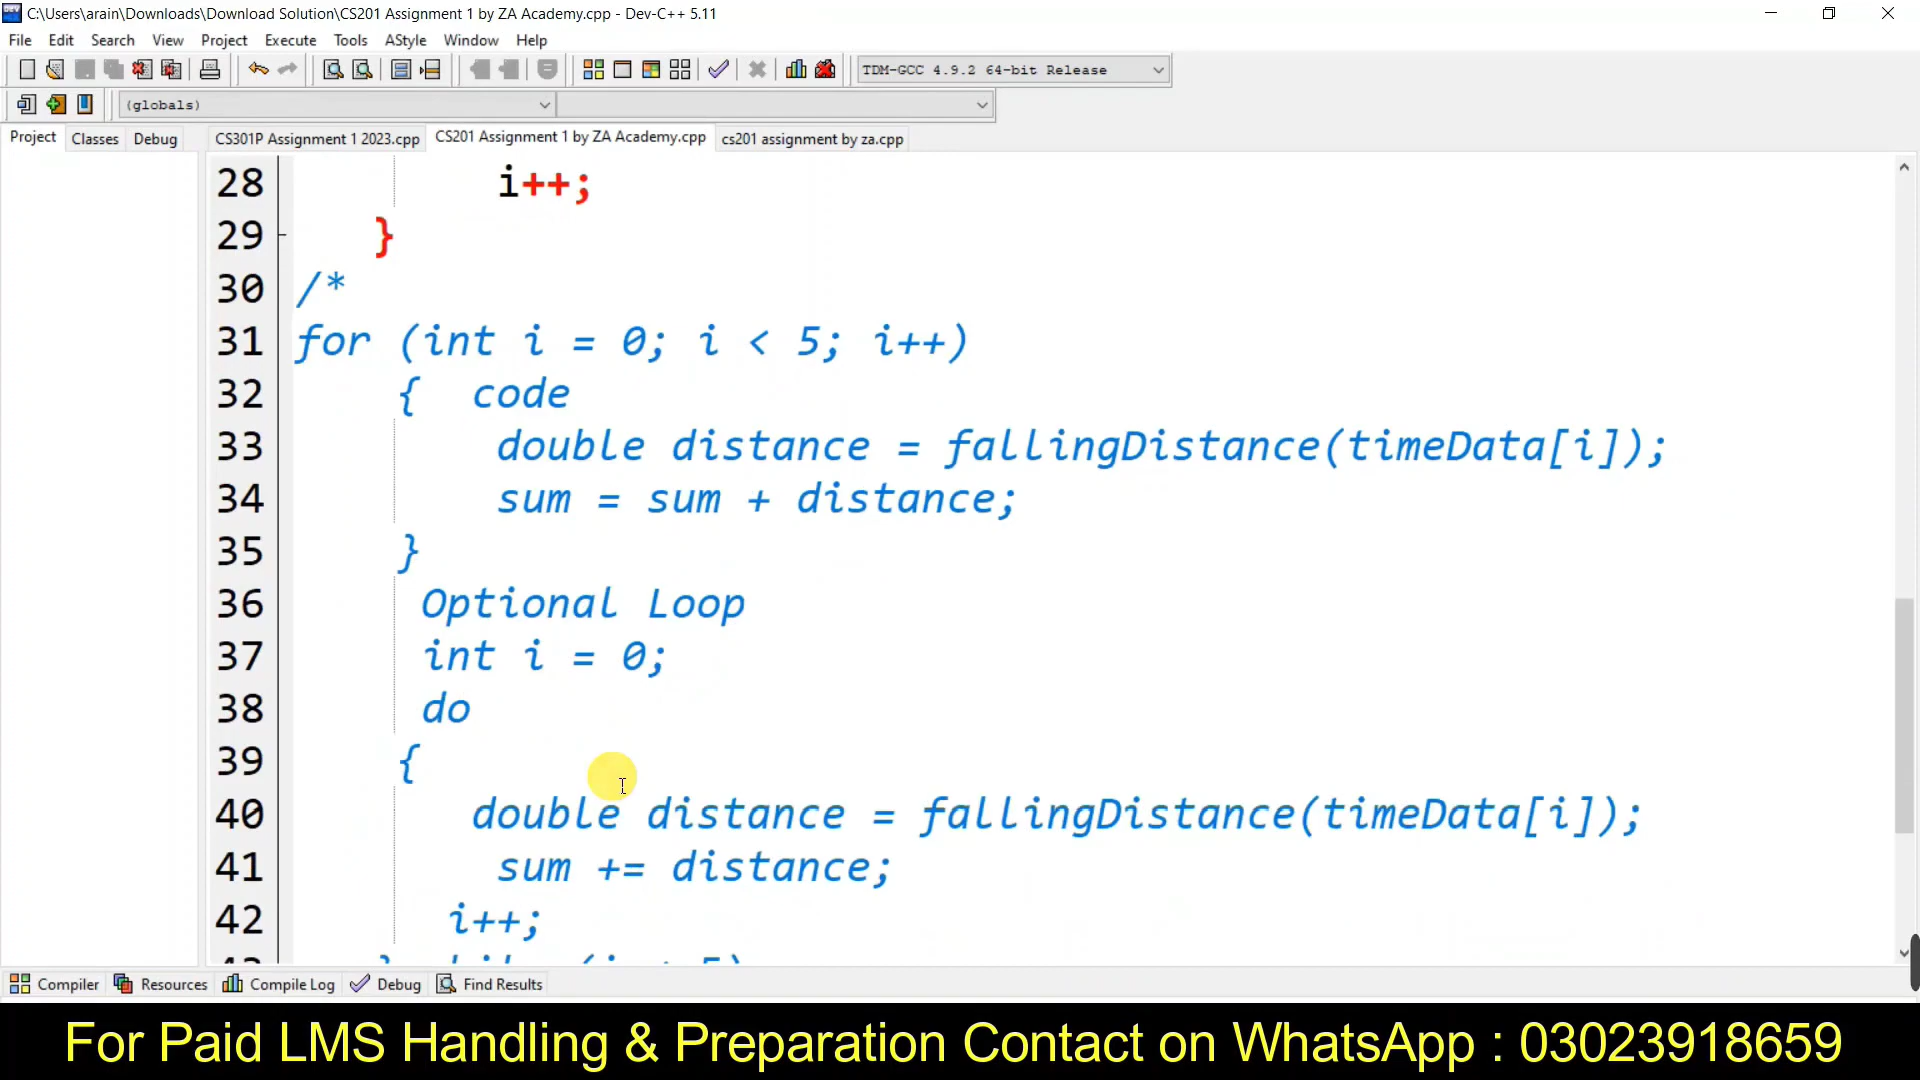 C:\Users\arain\Downloads\Download Solution\CS201 Assignment 1 by ZA Academy.cpp - Dev-C++ 5.11
File Edit Search View Project Execute Tools AStyle Window Help
TDM-GCC 4.9.2 64-bit Release
(globals)
Project Classes Debug CS301P Assignment 1 2023.cpp CS201 Assignment 1 by ZA Academy.cpp cs201 assignment by za.cpp
28 i++;
29 }
30 /*
31 for (int i = 0; i < 5; i++)
32 { code
33 double distance = fallingDistance(timeData[i]);
34 sum = sum + distance;
35 }
36 Optional Loop
37 int i = 0;
38 do
39 {
40 double distance = fallingDistance(timeData[i]);
41 sum += distance;
42 i++;
Compiler Resources Compile Log Debug Find Results
For Paid LMS Handling & Preparation Contact on WhatsApp : 03023918659